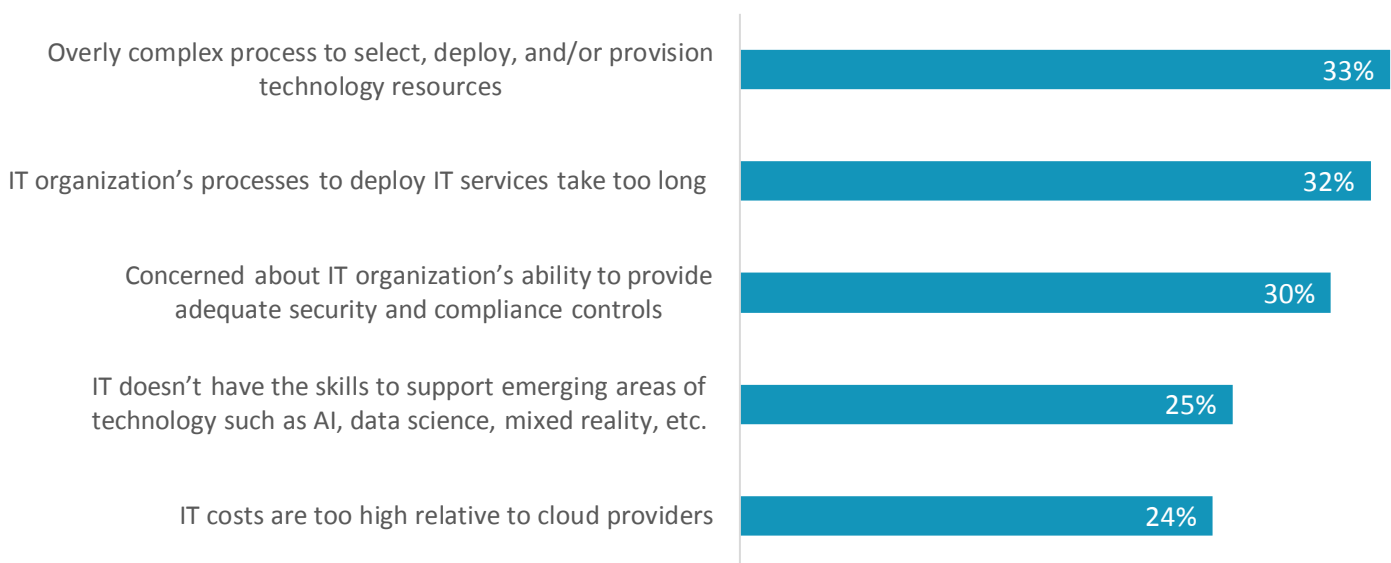 Overly complex process to select, deploy, and/or provision
technology resources
33%
IT organization’s processes to deploy IT services take too long
32%
Concerned about IT organization’s ability to provide
adequate security and compliance controls
30%
IT doesn’t have the skills to support emerging areas of
technology such as AI, data science, mixed reality, etc.
25%
IT costs are too high relative to cloud providers
24%